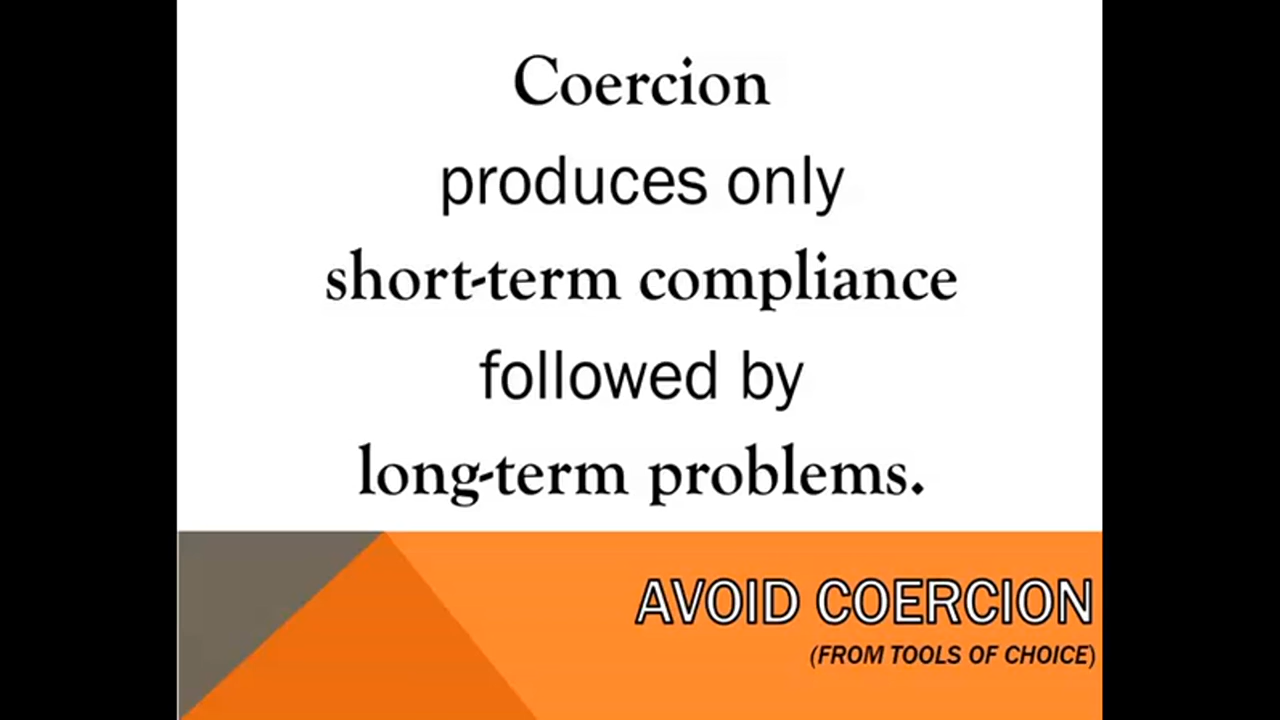 Coercion
produces only
short-term compliance
followed by
long-term problems.
AVOID COERCION
(FROM TOOLS OF CHOICE)